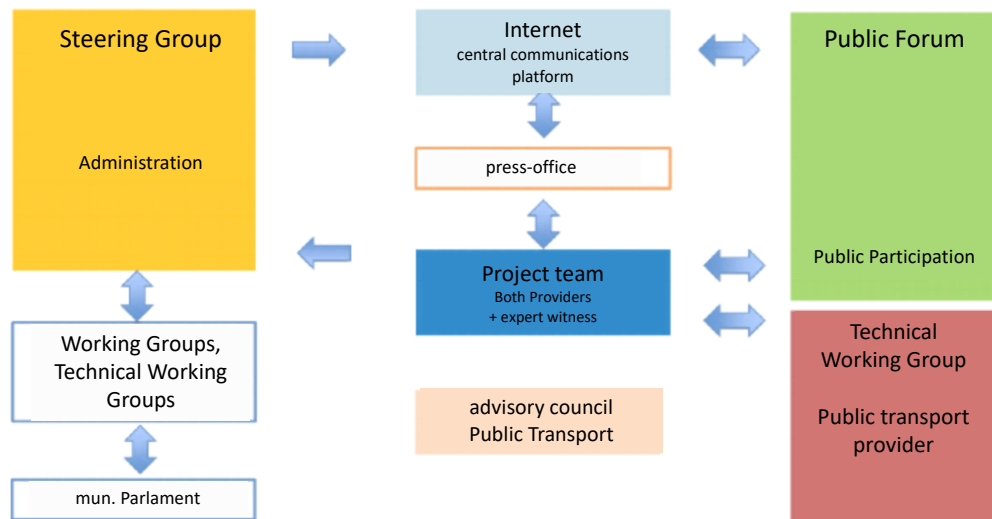 Steering Group
Administration
Working Groups,
Technical Working
Groups
mun. Parlament
Internet
central communications
platform
press-office
Project team
Both Providers
+ expert witness
advisory council
Public Transport
Public Forum
Public Participation
Technical
Working Group
Public transport
provider